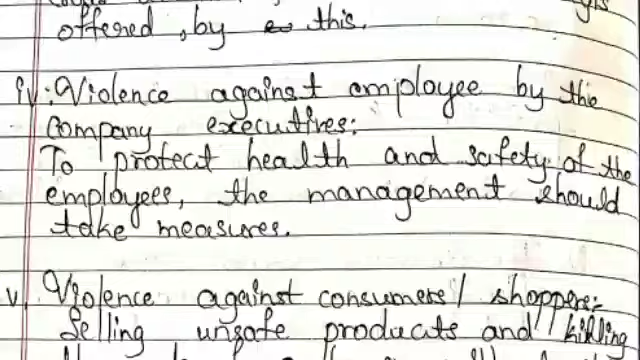 offered, by this.
iv: Violence against employee by the
company executives:
To protect health and safety of the
employees, the management should
take measures.
v. Violence against consumers/ shoppers:
Selling unsafe products and killing